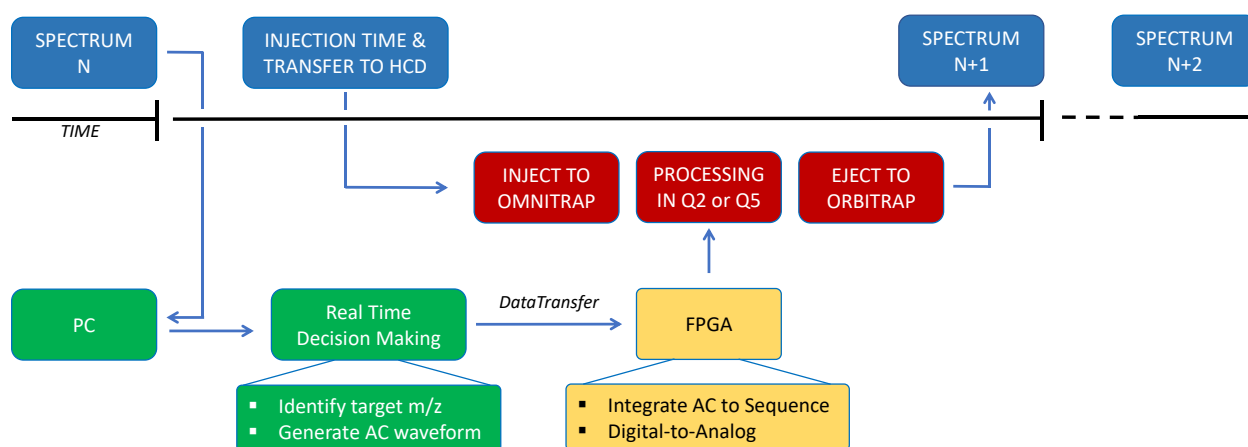 SPECTRUM
N
INJECTION TIME &
TRANSFER TO HCD
SPECTRUM
N+1
SPECTRUM
N+2
TIME
INJECT TO
OMNITRAP
PROCESSING
IN Q2 or Q5
EJECT TO
ORBITRAP
PC
Real Time
Decision Making
DataTransfer
FPGA
▪ Identify target m/z
▪ Generate AC waveform
▪ Integrate AC to Sequence
▪ Digital-to-Analog